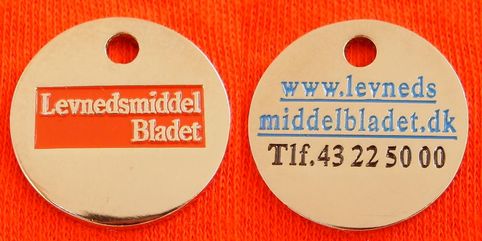 Levnedsmiddel
Bladet
www.levneds
middelbladet.dk
Tlf. 43 22 50 00